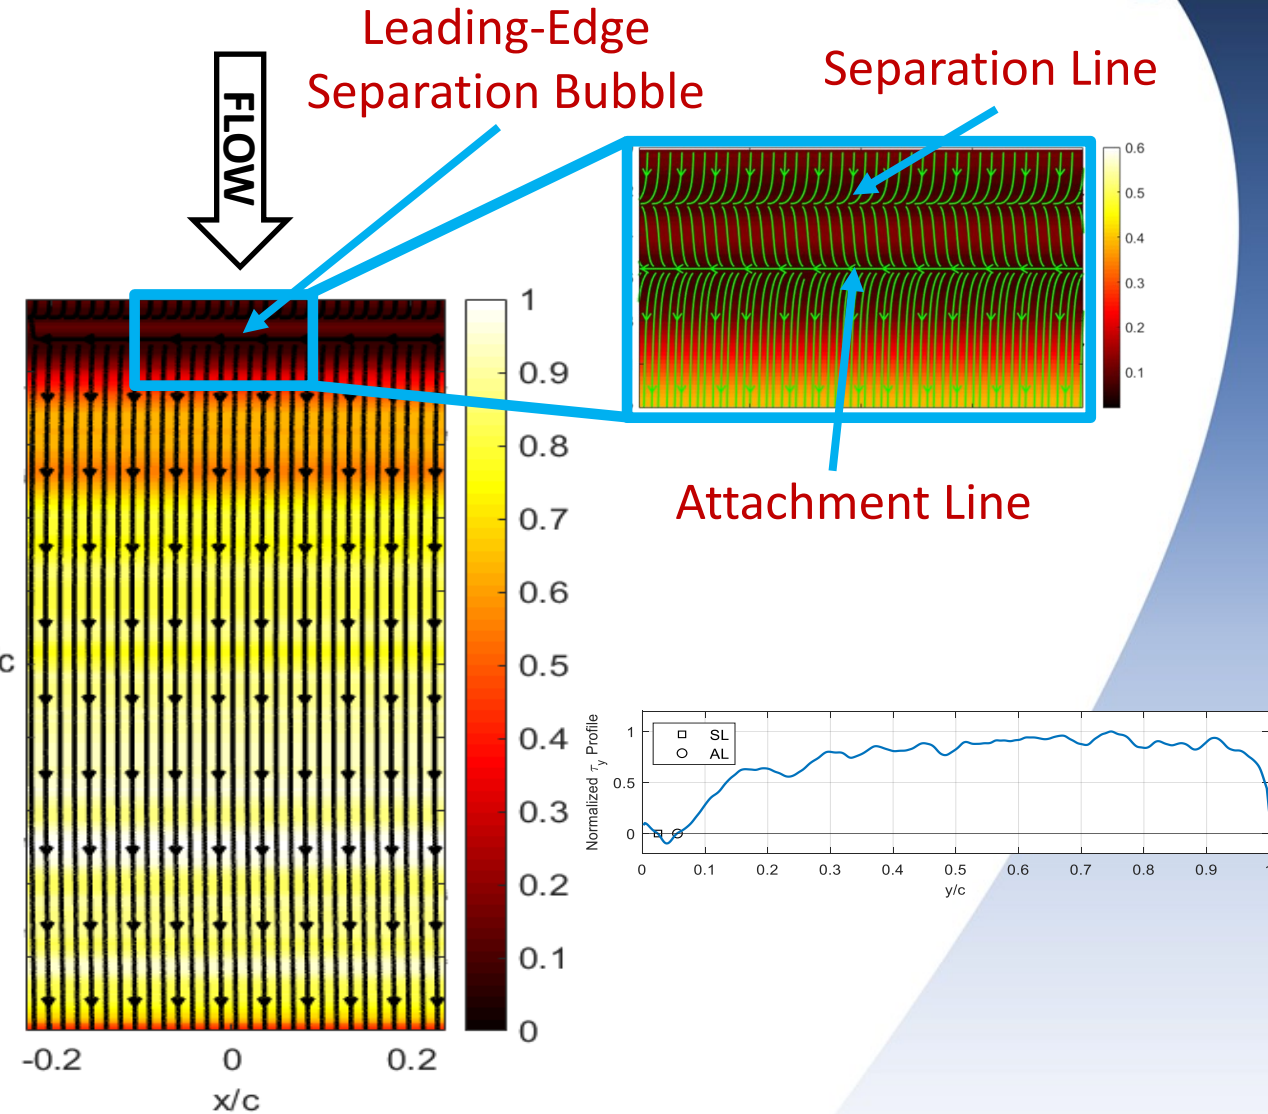 Leading-Edge
Separation Bubble
Separation Line
FLOW
0.6
0.5
0.4
0.3
0.2
0.1
Attachment Line
1
0.9
0.8
0.7
0.6
0.5
0.4
0.3
0.2
0.1
0
c
-0.2 0 0.2
x/c
Normalized τy Profile
1
0.5
0
SL
AL
0 0.1 0.2 0.3 0.4 0.5 0.6 0.7 0.8 0.9
y/c